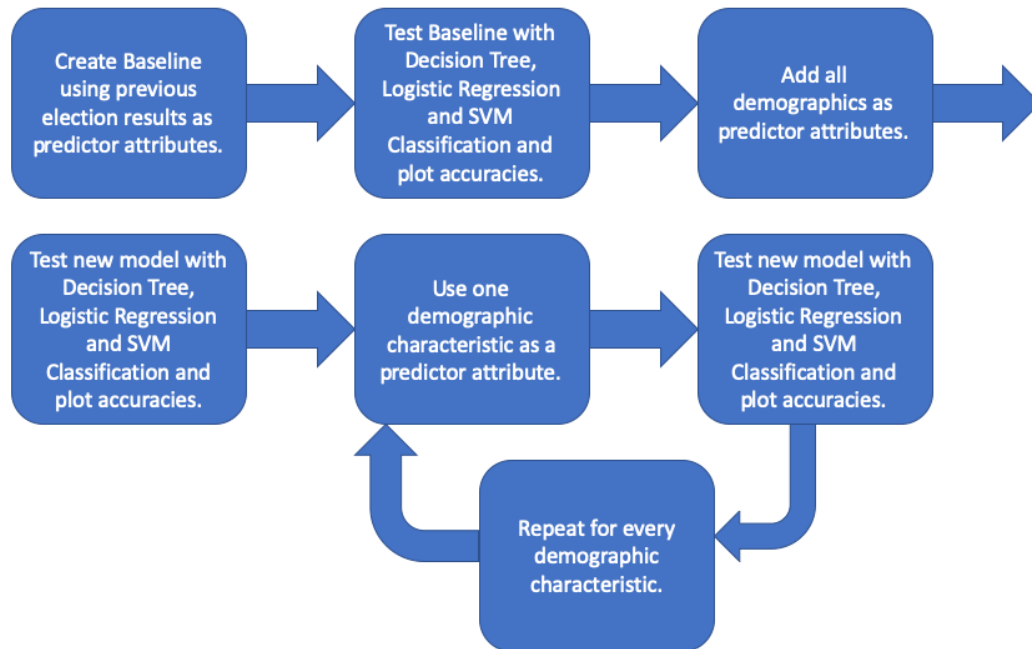 Create Baseline
using previous
election results as
predictor attributes.
Test Baseline with
Decision Tree,
Logistic Regression
and SVM
Classification and
plot accuracies.
Add all
demographics as
predictor attributes.
Test new model with
Decision Tree,
Logistic Regression
and SVM
Classification and
plot accuracies.
Use one
demographic
characteristic as a
predictor attribute.
Test new model with
Decision Tree,
Logistic Regression
and SVM
Classification and
plot accuracies.
Repeat for every
demographic
characteristic.